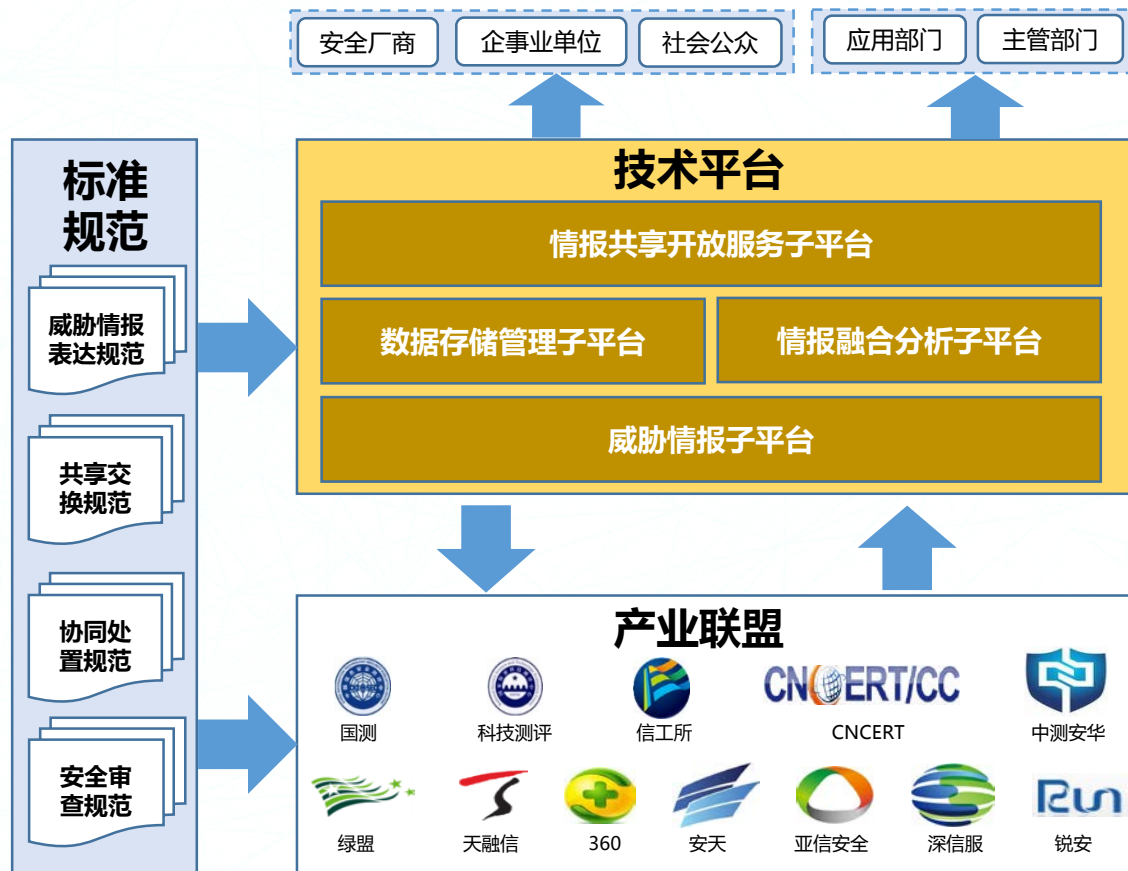 安全厂商
企事业单位
社会公众
应用部门
主管部门
标准
规范
威胁情报
表达规范
共享交
换规范
协同处
置规范
安全审
查规范
技术平台
情报共享开放服务子平台
数据存储管理子平台
情报融合分析子平台
威胁情报子平台
产业联盟
CNCERT/CC
国测
科技测评
信工所
CNCERT
中测安华
Run
绿盟
天融信
360
安天
亚信安全
深信服
锐安